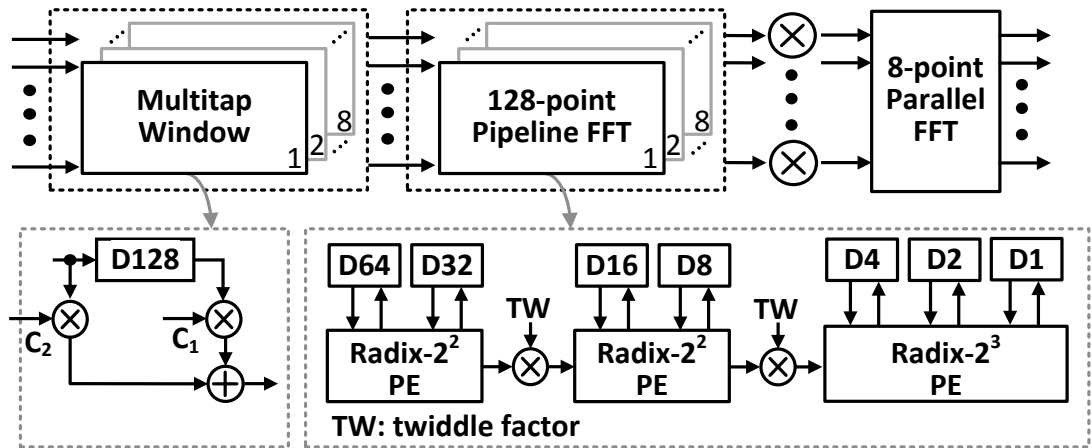 Multitap
Window
1
2
8
128-point
Pipeline FFT
1
2
8
8-point
Parallel
FFT
D128
C₂
C₁
D64
D32
D16
D8
D4
D2
D1
TW
TW
Radix-2²
PE
Radix-2²
PE
Radix-2³
PE
TW: twiddle factor